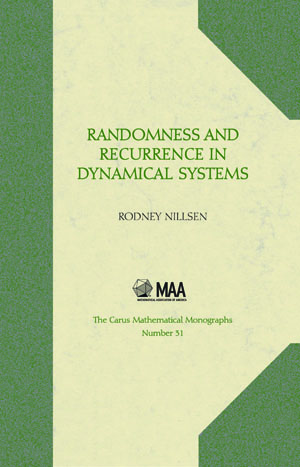 RANDOMNESS AND
RECURRENCE IN
DYNAMICAL SYSTEMS
RODNEY NILLSEN
MAA
MATHEMATICAL ASSOCIATION OF AMERICA
The Carus Mathematical Monographs
Number 31